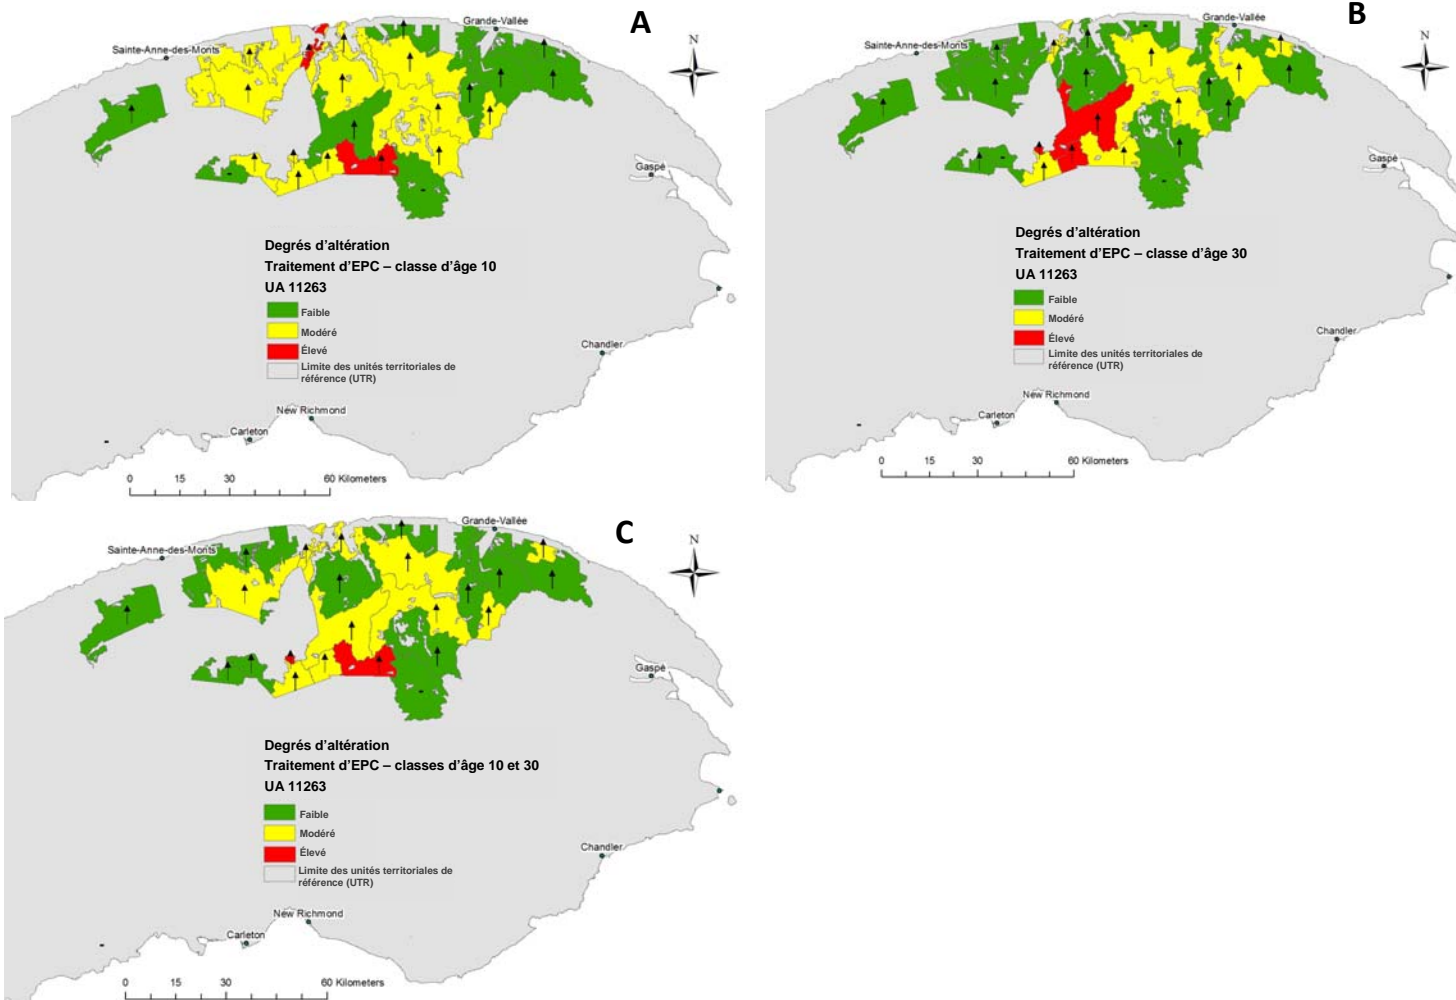 A
Grande-Vallée
Sainte-Anne-des-Monts
N
Gaspé
Degrés d'altération
Traitement d'EPC – classe d'âge 10
UA 11263
Faible
Modéré
Élevé
Limite des unités territoriales de
référence (UTR)
Chandler
New Richmond
Carleton
0 15 30 60 Kilometers
B
Grande-Vallée
Sainte-Anne-des-Monts
N
Gaspé
Degrés d'altération
Traitement d'EPC – classe d'âge 30
UA 11263
Faible
Modéré
Élevé
Limite des unités territoriales de
référence (UTR)
Chandler
New Richmond
Carleton
0 15 30 60 Kilometers
C
Grande-Vallée
Sainte-Anne-des-Monts
N
Gaspé
Degrés d'altération
Traitement d'EPC – classes d'âge 10 et 30
UA 11263
Faible
Modéré
Élevé
Limite des unités territoriales de
référence (UTR)
Chandler
New Richmond
Carleton
0 15 30 60 Kilometers